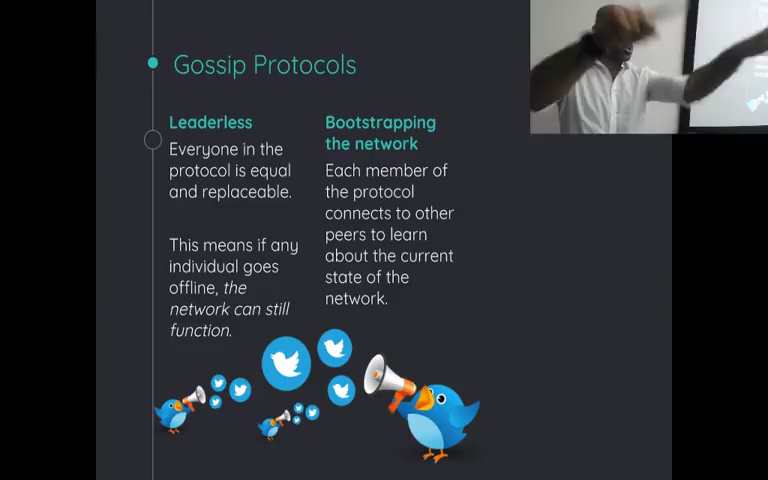 Gossip Protocols
Leaderless
Everyone in the
protocol is equal
and replaceable.
This means if any
individual goes
offline, the
network can still
function.
Bootstrapping
the network
Each member of
the protocol
connects to other
peers to learn
about the current
state of the
network.